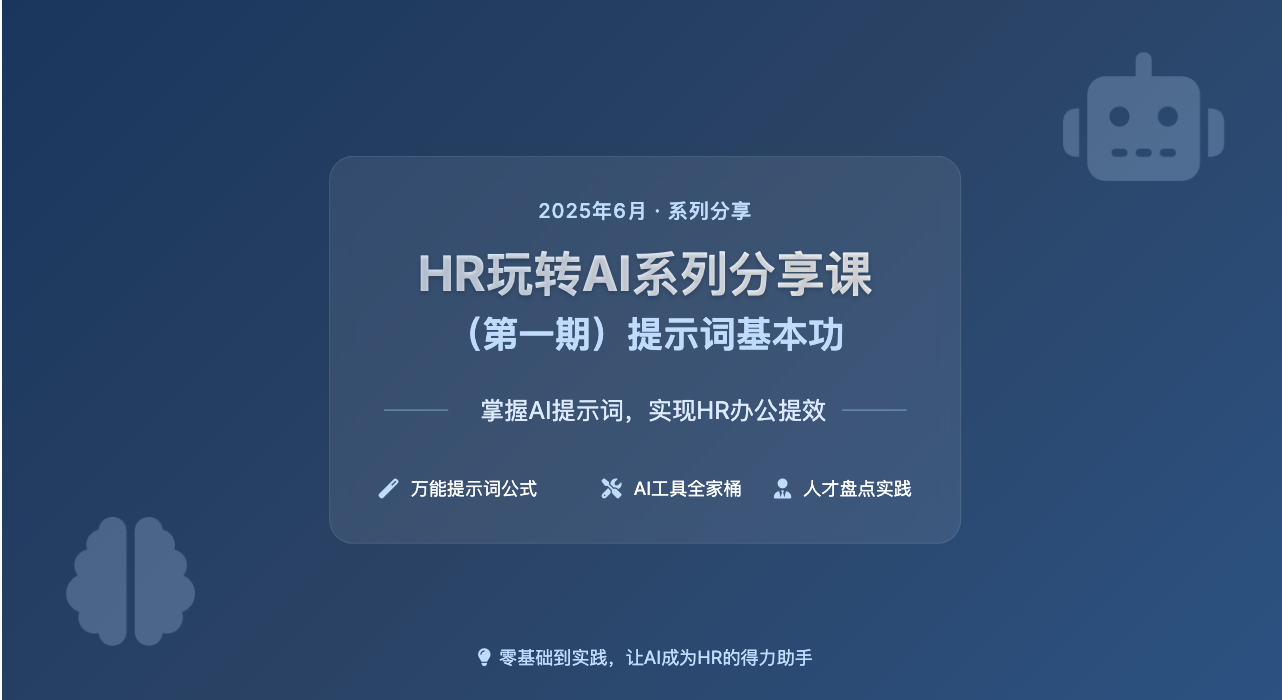 2025年6月 · 系列分享
HR玩转AI系列分享课
（第一期）提示词基本功
掌握AI提示词，实现HR办公提效
万能提示词公式 AI工具全家桶 人才盘点实践
零基础到实践，让AI成为HR的得力助手